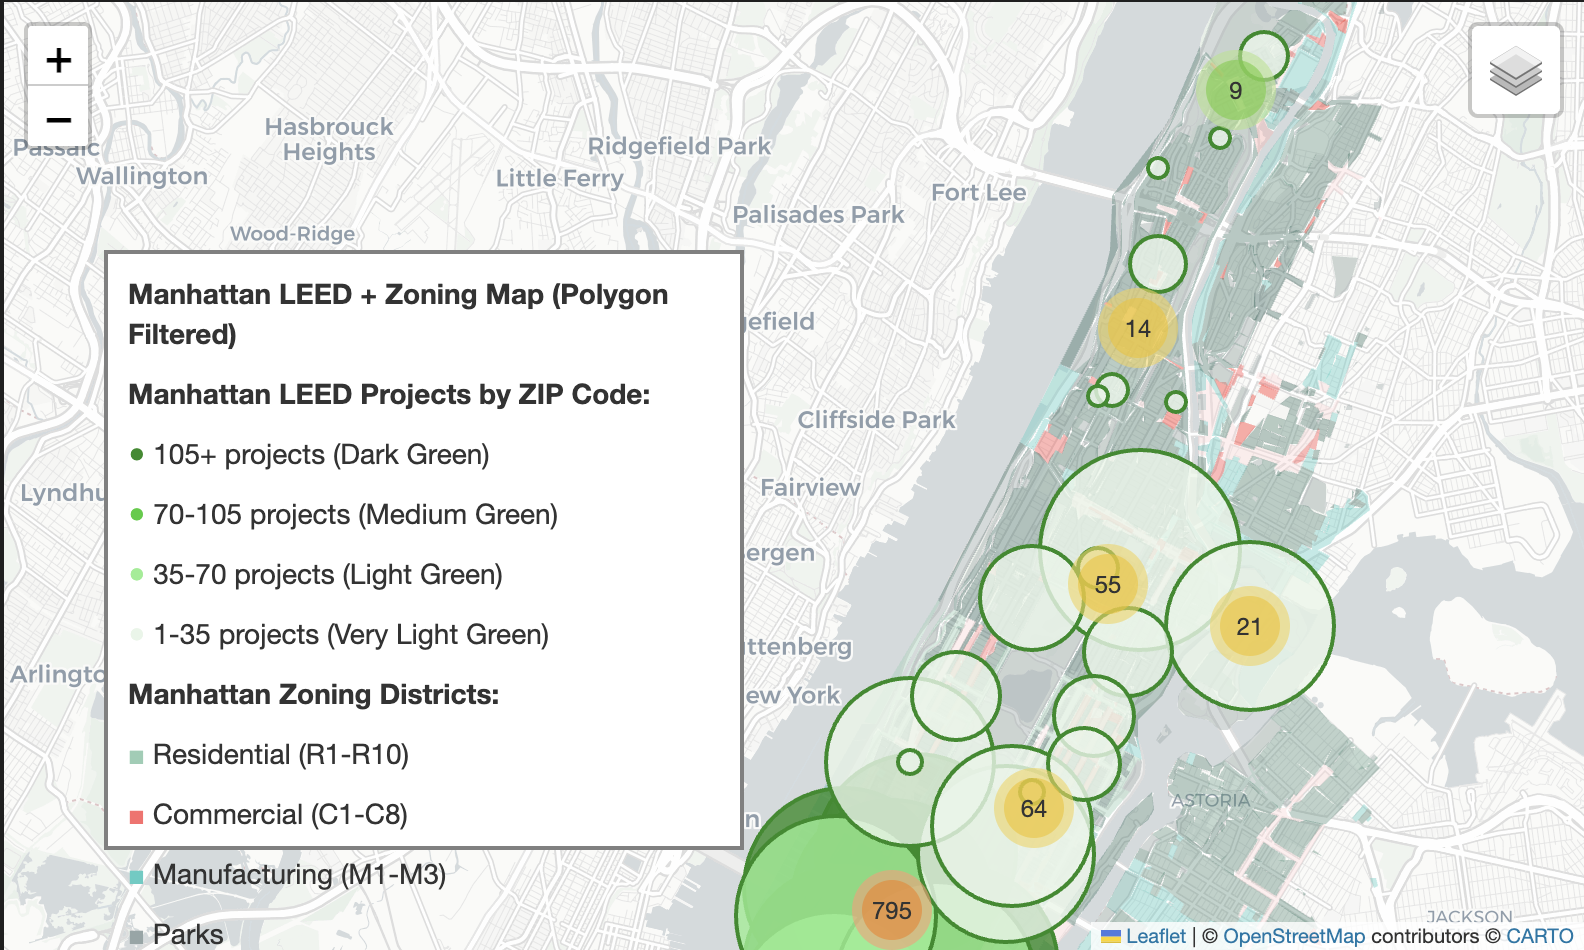 +
−
Passaic
Hasbrouck
Heights
Wallington
Ridgefield Park
Little Ferry
Fort Lee
Palisades Park
Wood-Ridge
9
Manhattan LEED + Zoning Map (Polygon
Filtered)
Manhattan LEED Projects by ZIP Code:
105+ projects (Dark Green)
70-105 projects (Medium Green)
35-70 projects (Light Green)
1-35 projects (Very Light Green)
Manhattan Zoning Districts:
Residential (R1-R10)
Commercial (C1-C8)
Manufacturing (M1-M3)
Parks
efield
14
Cliffside Park
Lyndhu
Fairview
ergen
55
21
ttenberg
Arlingto
ew York
ASTORIA
64
n
795
JACKSON
Leaflet | © OpenStreetMap contributors © CARTO